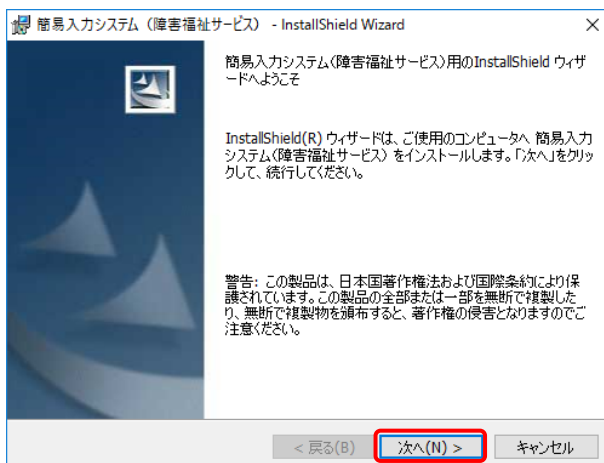 簡易入力システム（障害福祉サービス） - InstallShield Wizard
簡易入力システム(障害福祉サービス)用のInstallShield ウィザ
ードへようこそ
InstallShield(R) ウィザードは、ご使用のコンピュータへ 簡易入力
システム(障害福祉サービス) をインストールします。「次へ」をクリッ
クして、続行してください。
警告: この製品は、日本国著作権法および国際条約により保
護されています。この製品の全部または一部を無断で複製した
り、無断で複製物を頒布すると、著作権の侵害となりますのでご
注意ください。
< 戻る(B)
次へ(N) >
キャンセル